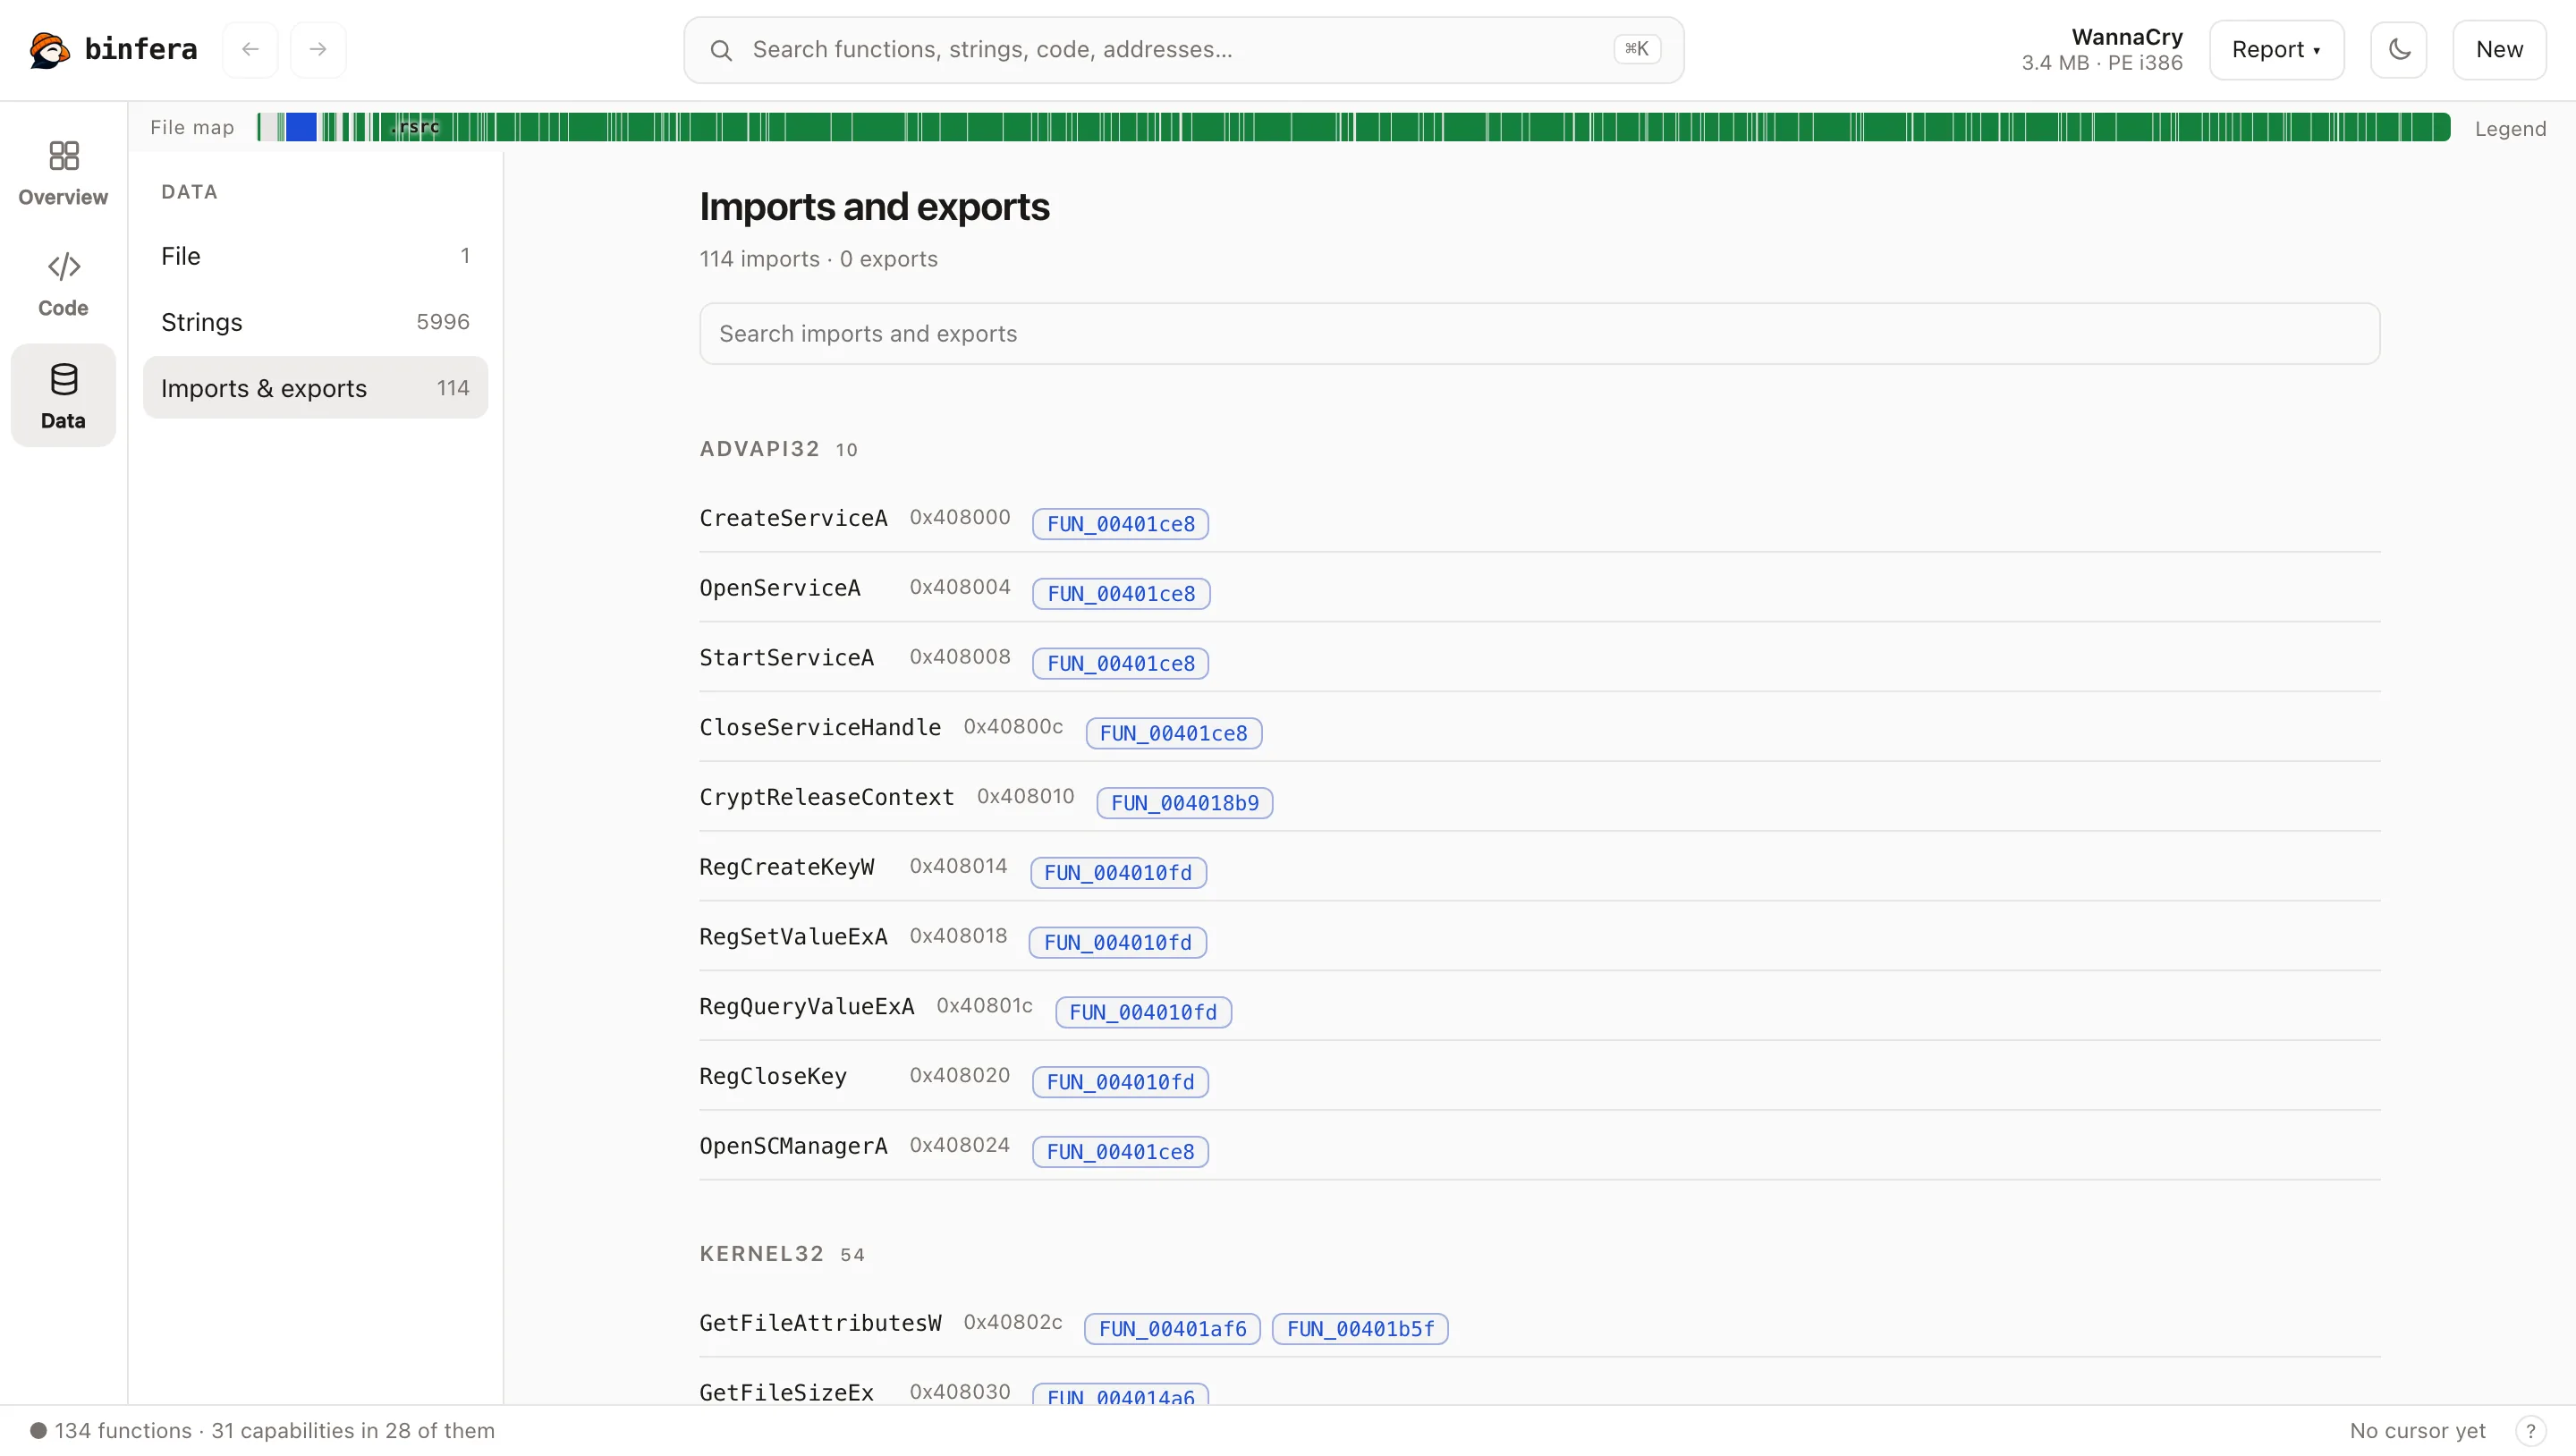 binfera
Search functions, strings, code, addresses...
⌘K
WannaCry
3.4 MB · PE i386
Report ▾
New
File map
.rsrc
Legend
Overview
Code
Data
DATA
File 1
Strings 5996
Imports & exports 114
Imports and exports
114 imports · 0 exports
Search imports and exports
ADVAPI32 10
CreateServiceA 0x408000 FUN_00401ce8
OpenServiceA 0x408004 FUN_00401ce8
StartServiceA 0x408008 FUN_00401ce8
CloseServiceHandle 0x40800c FUN_00401ce8
CryptReleaseContext 0x408010 FUN_004018b9
RegCreateKeyW 0x408014 FUN_004010fd
RegSetValueExA 0x408018 FUN_004010fd
RegQueryValueExA 0x40801c FUN_004010fd
RegCloseKey 0x408020 FUN_004010fd
OpenSCManagerA 0x408024 FUN_00401ce8
KERNEL32 54
GetFileAttributesW 0x40802c FUN_00401af6 FUN_00401b5f
GetFileSizeEx 0x408030 FUN_004014a6
134 functions · 31 capabilities in 28 of them
No cursor yet
?